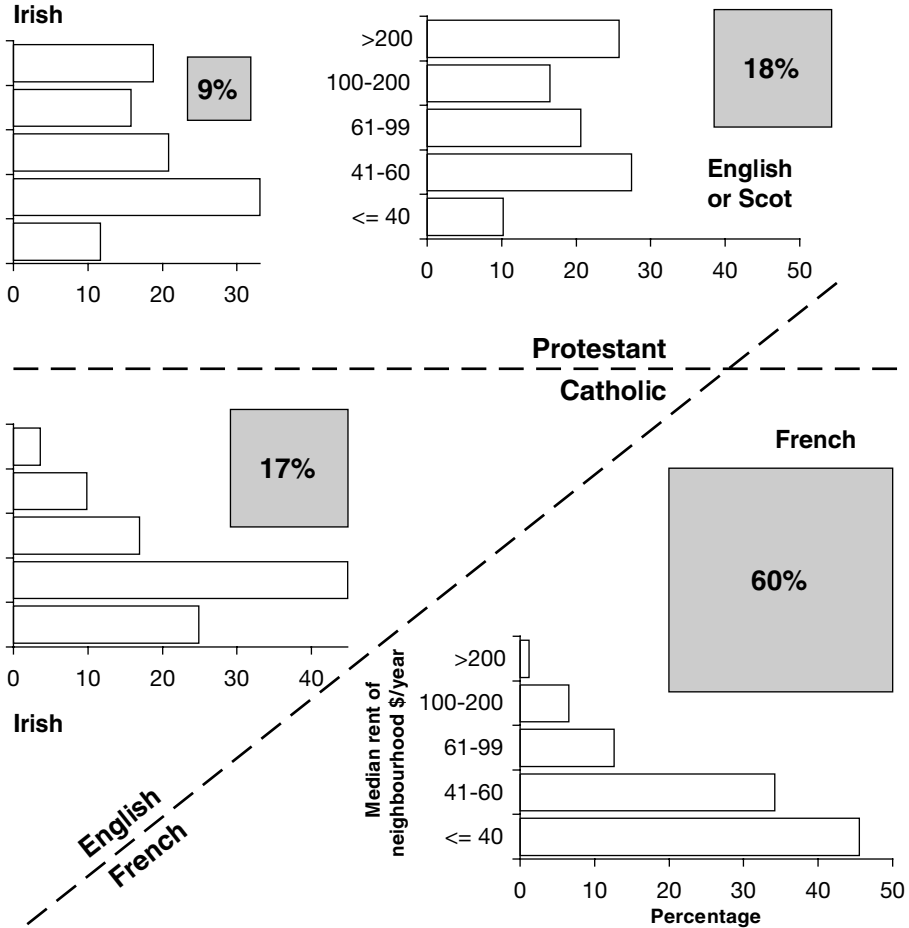 Irish
9%
0 10 20 30
>200
100-200
61-99
41-60
<= 40
0 10 20 30 40 50
18%
English
or Scot
Protestant
Catholic
17%
0 10 20 30 40
Irish
English
French
French
60%
Median rent of
neighbourhood $/year
>200
100-200
61-99
41-60
<= 40
0 10 20 30 40 50
Percentage